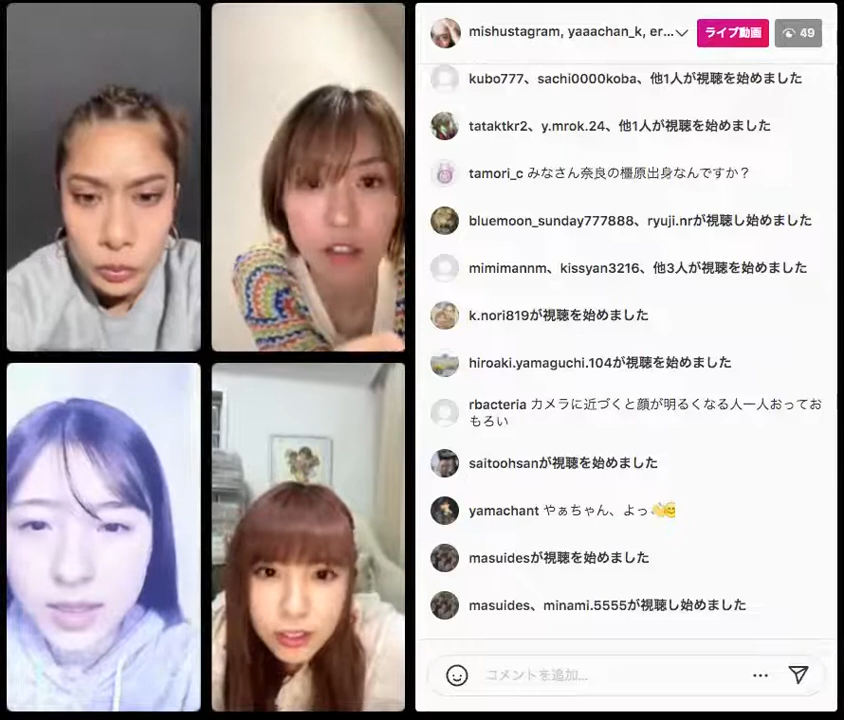 mishustagram, yaaachan_k, er...
ライブ動画
49
kubo777、sachi0000koba、他1人が視聴を始めました
tataktkr2、y.mrok.24、他1人が視聴を始めました
tamori_c みなさん奈良の橿原出身なんですか？
bluemoon_sunday777888、ryuji.nrが視聴し始めました
mimimannm、kissyan3216、他3人が視聴を始めました
k.nori819が視聴を始めました
hiroaki.yamaguchi.104が視聴を始めました
rbacteria カメラに近づくと顔が明るくなる人一人おってお
もろい
saitoohsanが視聴を始めました
yamachant やぁちゃん、よっ👋😊
masuidesが視聴を始めました
masuides、minami.5555が視聴し始めました
コメントを追加...